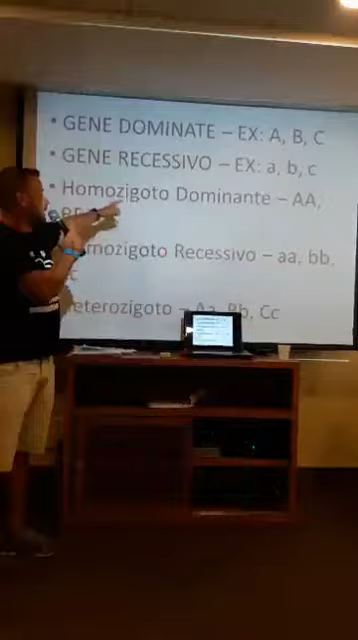 • GENE DOMINATE – EX: A, B, C
• GENE RECESSIVO – EX: a, b, c
• Homozigoto Dominante – AA,
mozigoto Recessivo – aa, bb,
eterozigoto – Aa, Bb, Cc